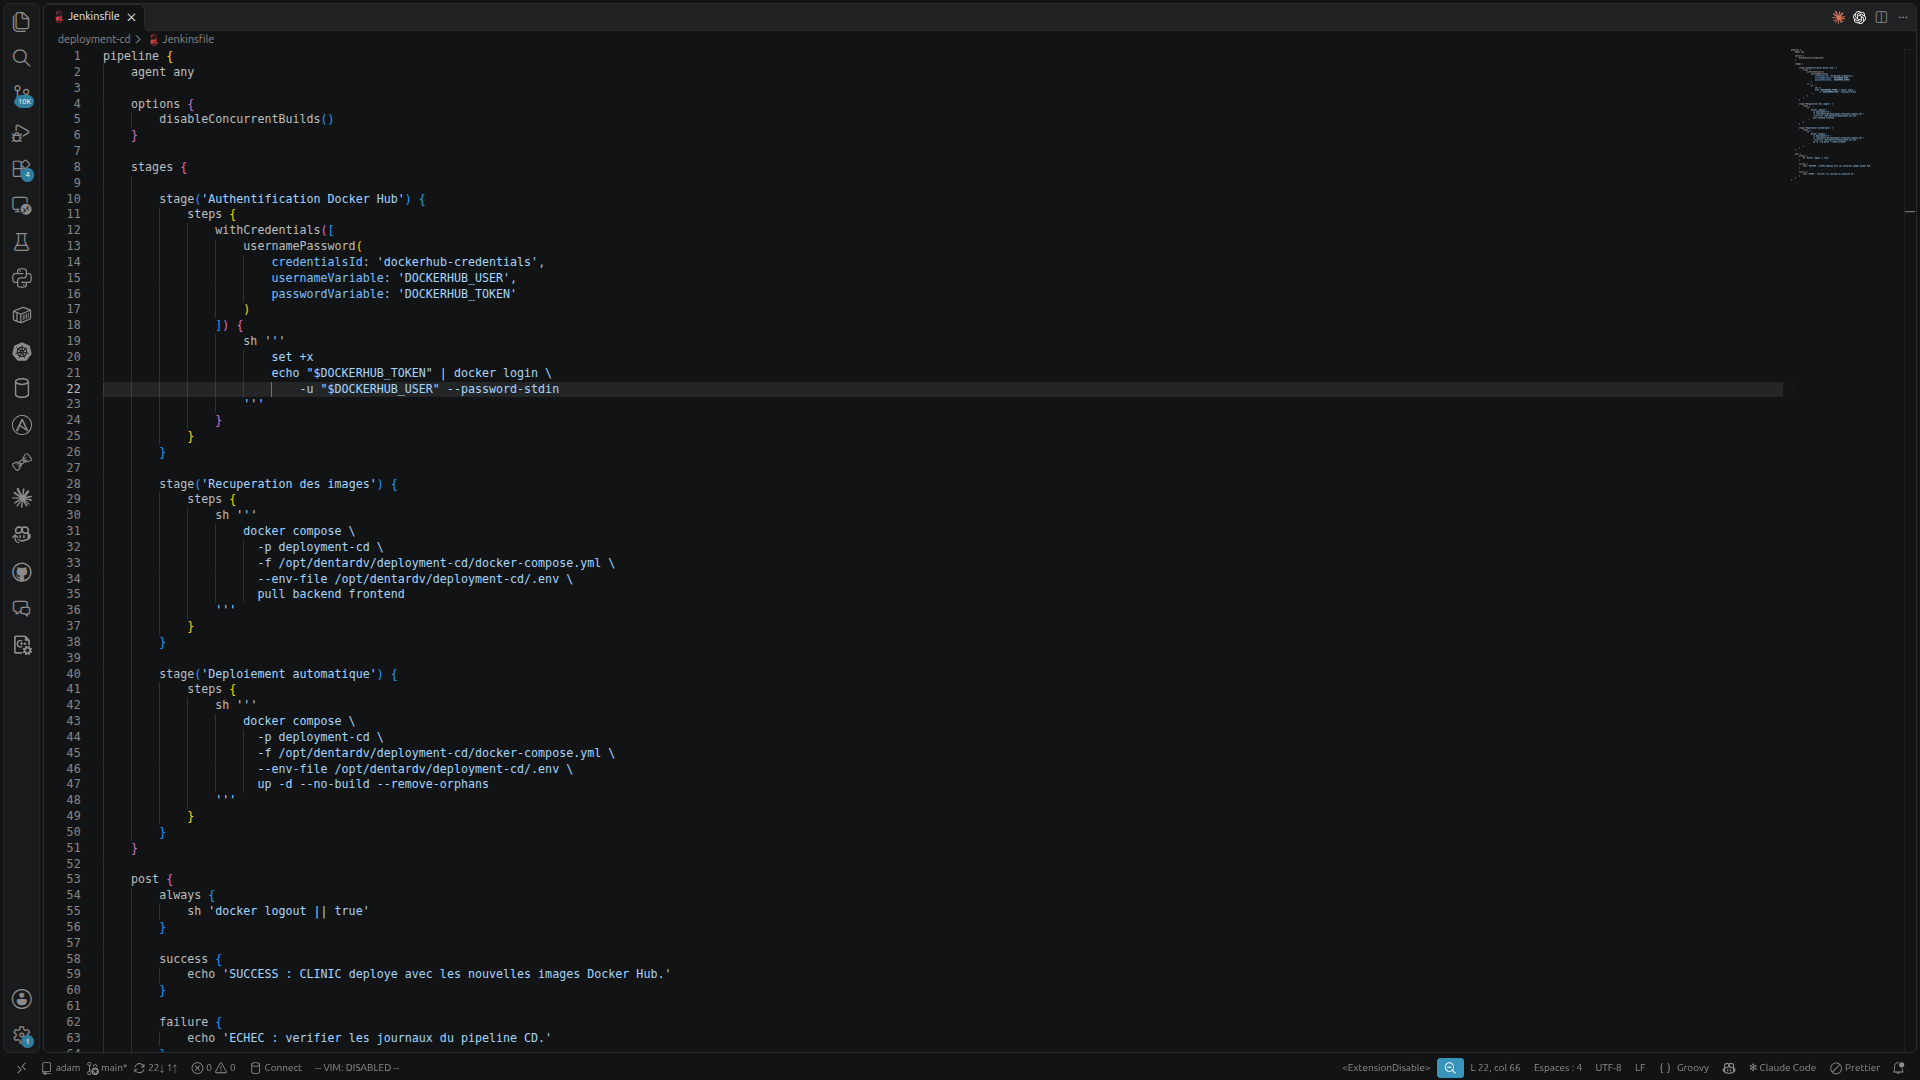 Jenkinsfile
deployment-cd > Jenkinsfile
1 pipeline {
2     agent any
3
4     options {
5         disableConcurrentBuilds()
6     }
7
8     stages {
9
10         stage('Authentification Docker Hub') {
11             steps {
12                 withCredentials([
13                     usernamePassword(
14                         credentialsId: 'dockerhub-credentials',
15                         usernameVariable: 'DOCKERHUB_USER',
16                         passwordVariable: 'DOCKERHUB_TOKEN'
17                     )
18                 ]) {
19                     sh '''
20                         set +x
21                         echo "$DOCKERHUB_TOKEN" | docker login \
22                             -u "$DOCKERHUB_USER" --password-stdin
23                     '''
24                 }
25             }
26         }
27
28         stage('Recuperation des images') {
29             steps {
30                 sh '''
31                     docker compose \
32                       -p deployment-cd \
33                       -f /opt/dentardv/deployment-cd/docker-compose.yml \
34                       --env-file /opt/dentardv/deployment-cd/.env \
35                       pull backend frontend
36                 '''
37             }
38         }
39
40         stage('Deploiement automatique') {
41             steps {
42                 sh '''
43                     docker compose \
44                       -p deployment-cd \
45                       -f /opt/dentardv/deployment-cd/docker-compose.yml \
46                       --env-file /opt/dentardv/deployment-cd/.env \
47                       up -d --no-build --remove-orphans
48                 '''
49             }
50         }
51     }
52
53     post {
54         always {
55             sh 'docker logout || true'
56         }
57
58         success {
59             echo 'SUCCESS : CLINIC deploye avec les nouvelles images Docker Hub.'
60         }
61
62         failure {
63             echo 'ECHEC : verifier les journaux du pipeline CD.'
10K
4
1
adam main* 22↓ 1↑ 0 0 Connect -- VIM: DISABLED -- <ExtensionDisable> L 22, col 66 Espaces : 4 UTF-8 LF { } Groovy Claude Code Prettier